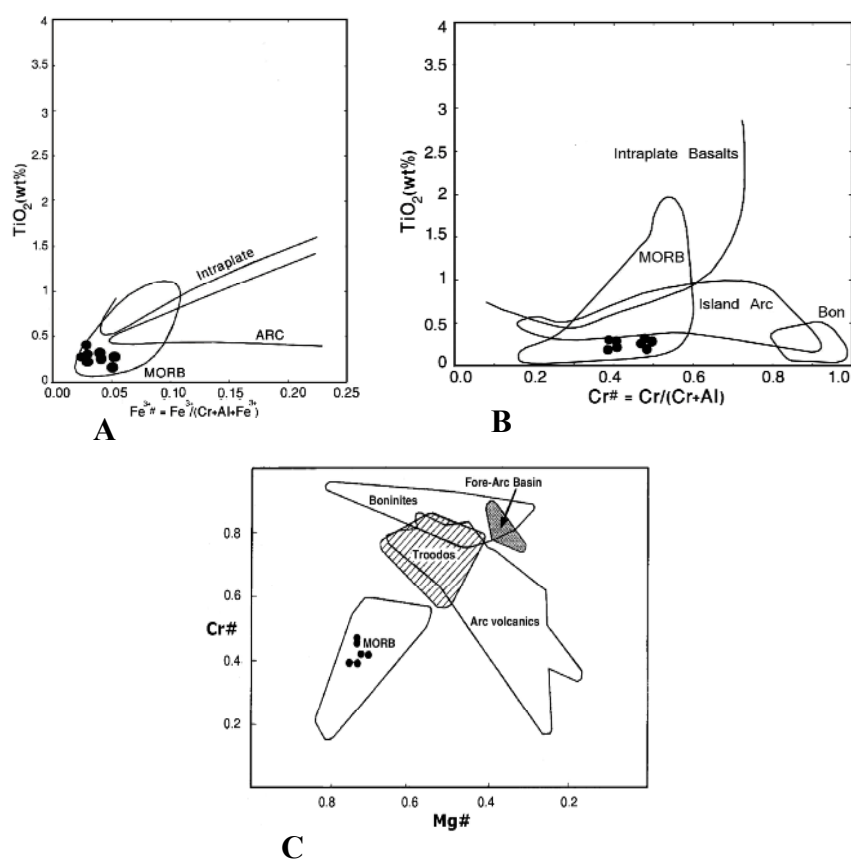 4
3.5
3
2.5
2
1.5
1
0.5
0
TiO₂(wt%)
Intraplate
ARC
MORB
0.00 0.05 0.10 0.15 0.20 0.25
Fe³⁺# = Fe³⁺/(Cr+Al+Fe³⁺)
A
4
3.5
3
2.5
2
1.5
1
0.5
0
TiO₂(wt%)
Intraplate Basalts
MORB
Island Arc
Bon
0.0 0.2 0.4 0.6 0.8 1.0
Cr# = Cr/(Cr+Al)
B
Fore-Arc Basin
Boninites
Troodos
Arc volcanics
MORB
0.8
0.6
0.4
0.2
Cr#
0.8 0.6 0.4 0.2
Mg#
C